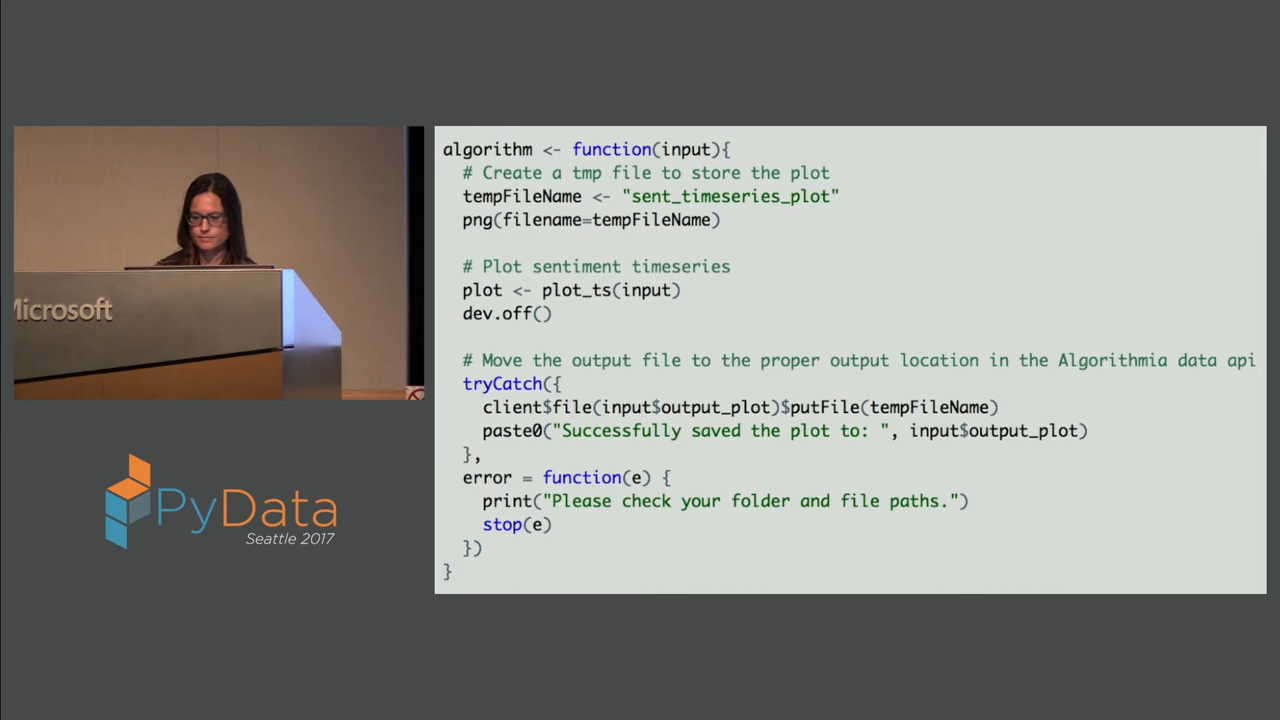 Microsoft
PyData
Seattle 2017
algorithm <- function(input){
  # Create a tmp file to store the plot
  tempFileName <- "sent_timeseries_plot"
  png(filename=tempFileName)
  # Plot sentiment timeseries
  plot <- plot_ts(input)
  dev.off()
  # Move the output file to the proper output location in the Algorithmia data api
  tryCatch({
    client$file(input$output_plot)$putFile(tempFileName)
    paste0("Successfully saved the plot to: ", input$output_plot)
  },
  error = function(e) {
    print("Please check your folder and file paths.")
    stop(e)
  })
}